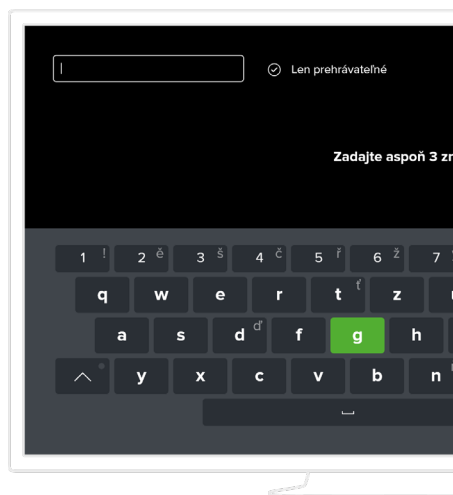 Len prehrávateľné
Zadajte aspoň 3
1 ! 2 ě 3 š 4 č 5 ř 6 ž 7
q w e r t ť z
a s d ď f g h
y x c v b n